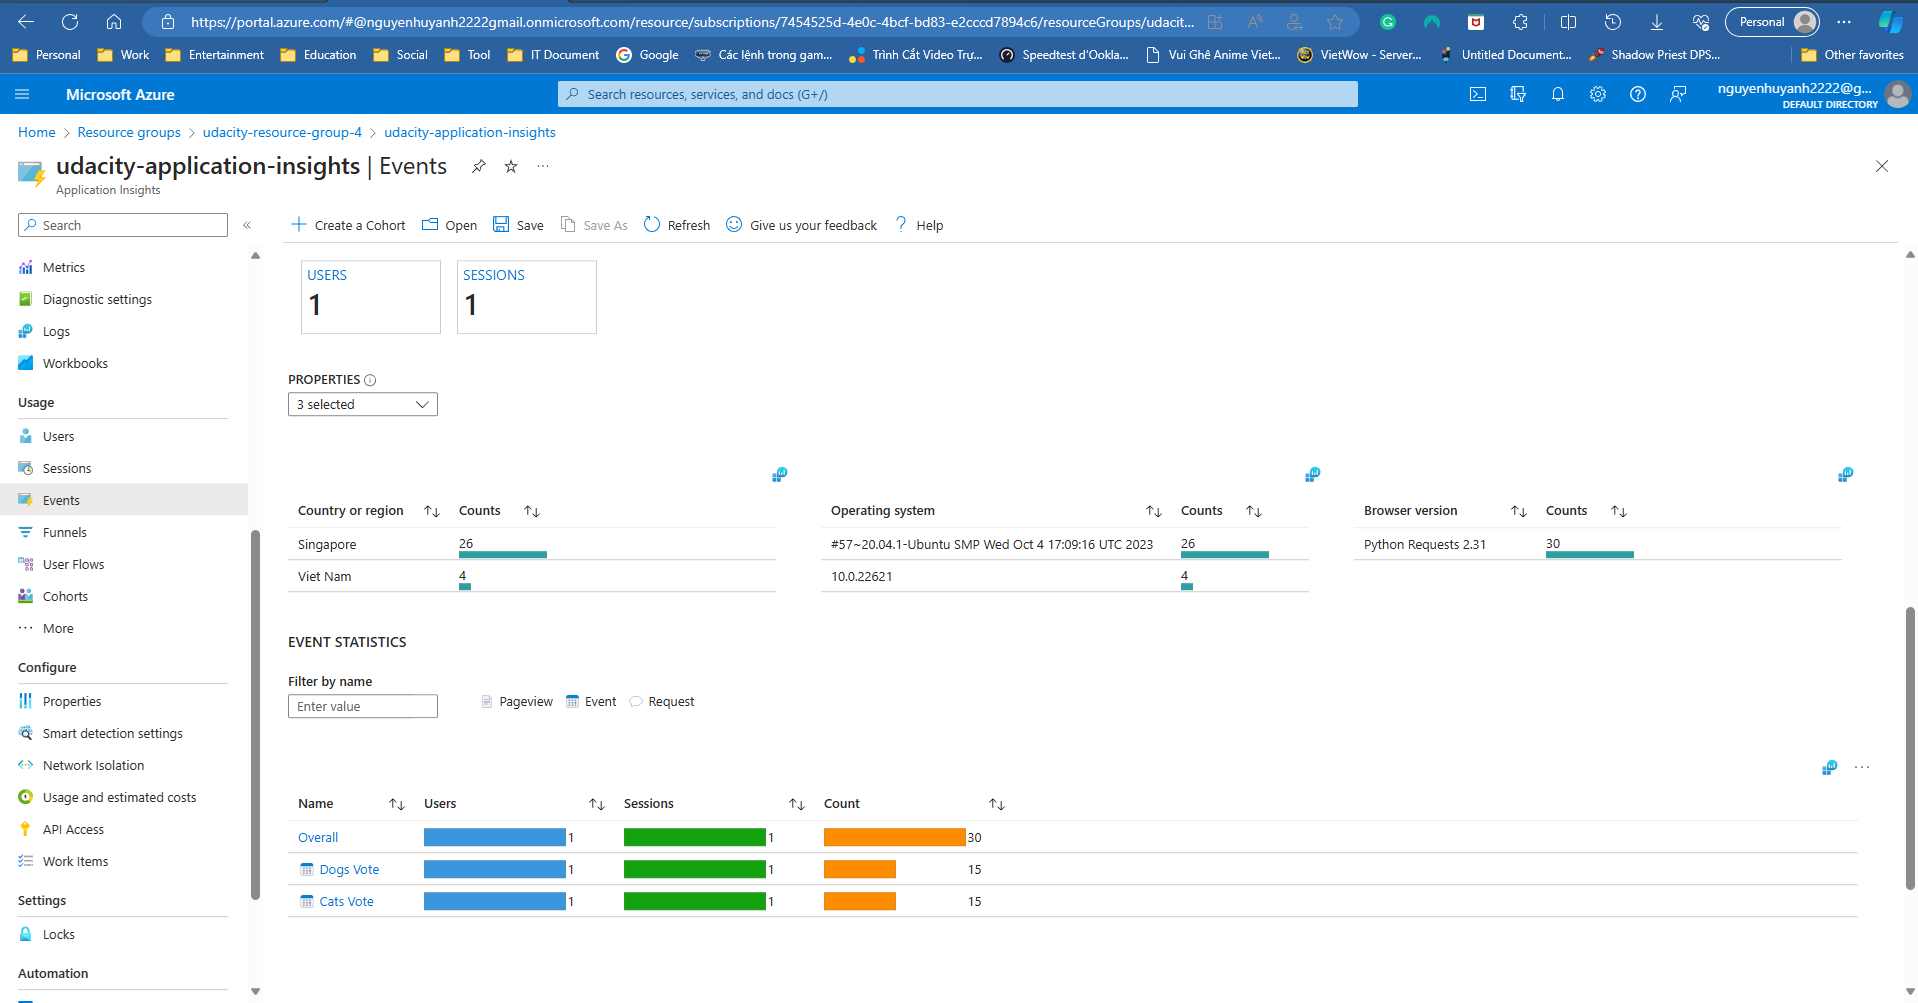 https://portal.azure.com/#@nguyenhuyanh2222gmail.onmicrosoft.com/resource/subscriptions/7454525d-4e0c-4bcf-bd83-e2cccd7894c6/resourceGroups/udacit...
Personal
Personal Work Entertainment Education Social Tool IT Document Google Các lệnh trong gam... Trình Cắt Video Trự... Speedtest d'Ookla... Vui Ghê Anime Viet... VietWow - Server... Untitled Document... Shadow Priest DPS... Other favorites
Microsoft Azure
Search resources, services, and docs (G+/)
nguyenhuyanh2222@g...
DEFAULT DIRECTORY
Home > Resource groups > udacity-resource-group-4 > udacity-application-insights
udacity-application-insights | Events
Application Insights
Search
Create a Cohort Open Save Save As Refresh Give us your feedback Help
Metrics
Diagnostic settings
Logs
Workbooks
Usage
Users
Sessions
Events
Funnels
User Flows
Cohorts
More
Configure
Properties
Smart detection settings
Network Isolation
Usage and estimated costs
API Access
Work Items
Settings
Locks
Automation
USERS SESSIONS
1 1
PROPERTIES
3 selected
Country or region Counts Operating system Counts Browser version Counts
Singapore 26 #57~20.04.1-Ubuntu SMP Wed Oct 4 17:09:16 UTC 2023 26 Python Requests 2.31 30
Viet Nam 4 10.0.22621 4
EVENT STATISTICS
Filter by name
Enter value
Pageview Event Request
Name Users Sessions Count
Overall 1 1 30
Dogs Vote 1 1 15
Cats Vote 1 1 15